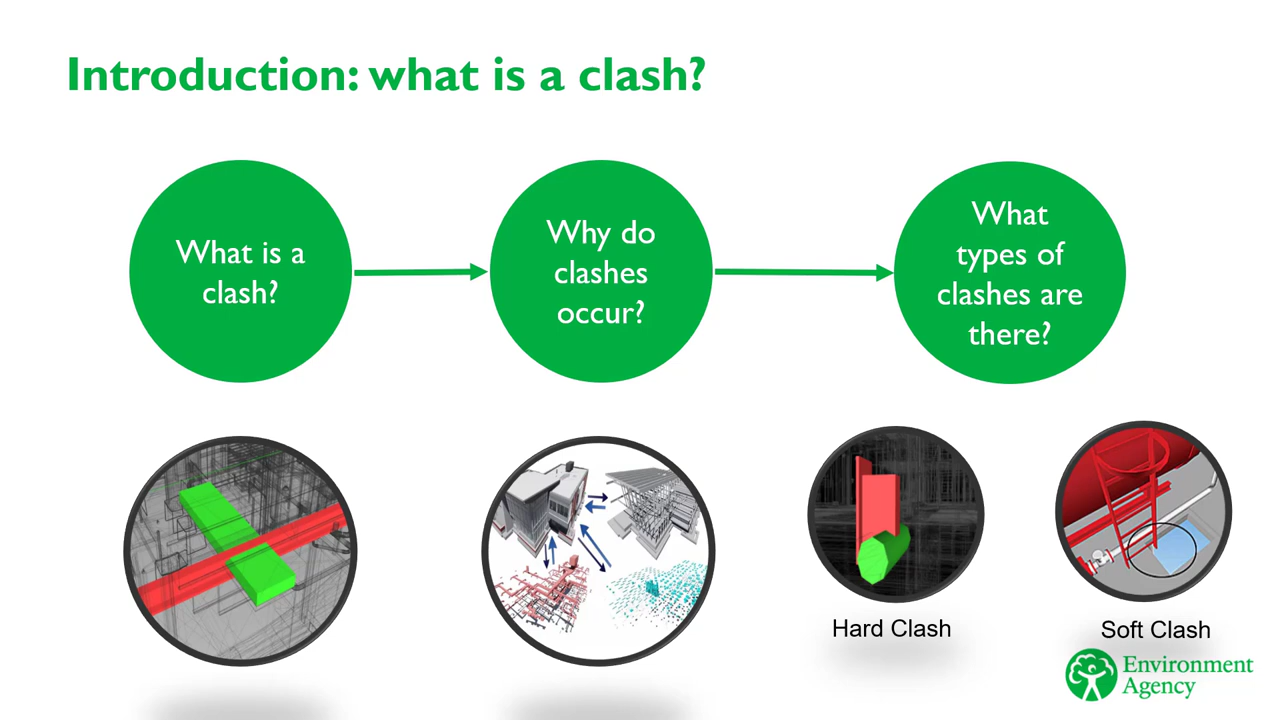 Introduction: what is a clash?
What is a
clash?
Why do
clashes
occur?
What
types of
clashes are
there?
Hard Clash
Soft Clash
Environment
Agency